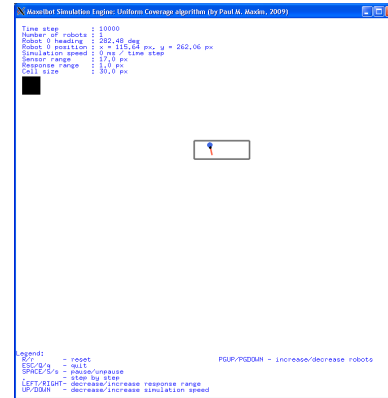 Maxelbot Simulation Engine: Uniform Coverage algorithm (by Paul M. Maxim, 2009)
Time step : 10000
Number of robots : 1
Robot 0 heading : 282.48 deg
Robot 0 position : x = 115.64 px, y = 262.06 px
Simulation speed : 0 ms / time step
Sensor range : 17.0 px
Response range : 1.0 px
Cell size : 30.0 px
Legend:
R/r - reset
ESC/Q/q - quit
SPACE/S/s - pause/unpause
. - step by step
LEFT/RIGHT- decrease/increase response range
UP/DOWN - decrease/increase simulation speed
PGUP/PGDOWN - increase/decrease robots